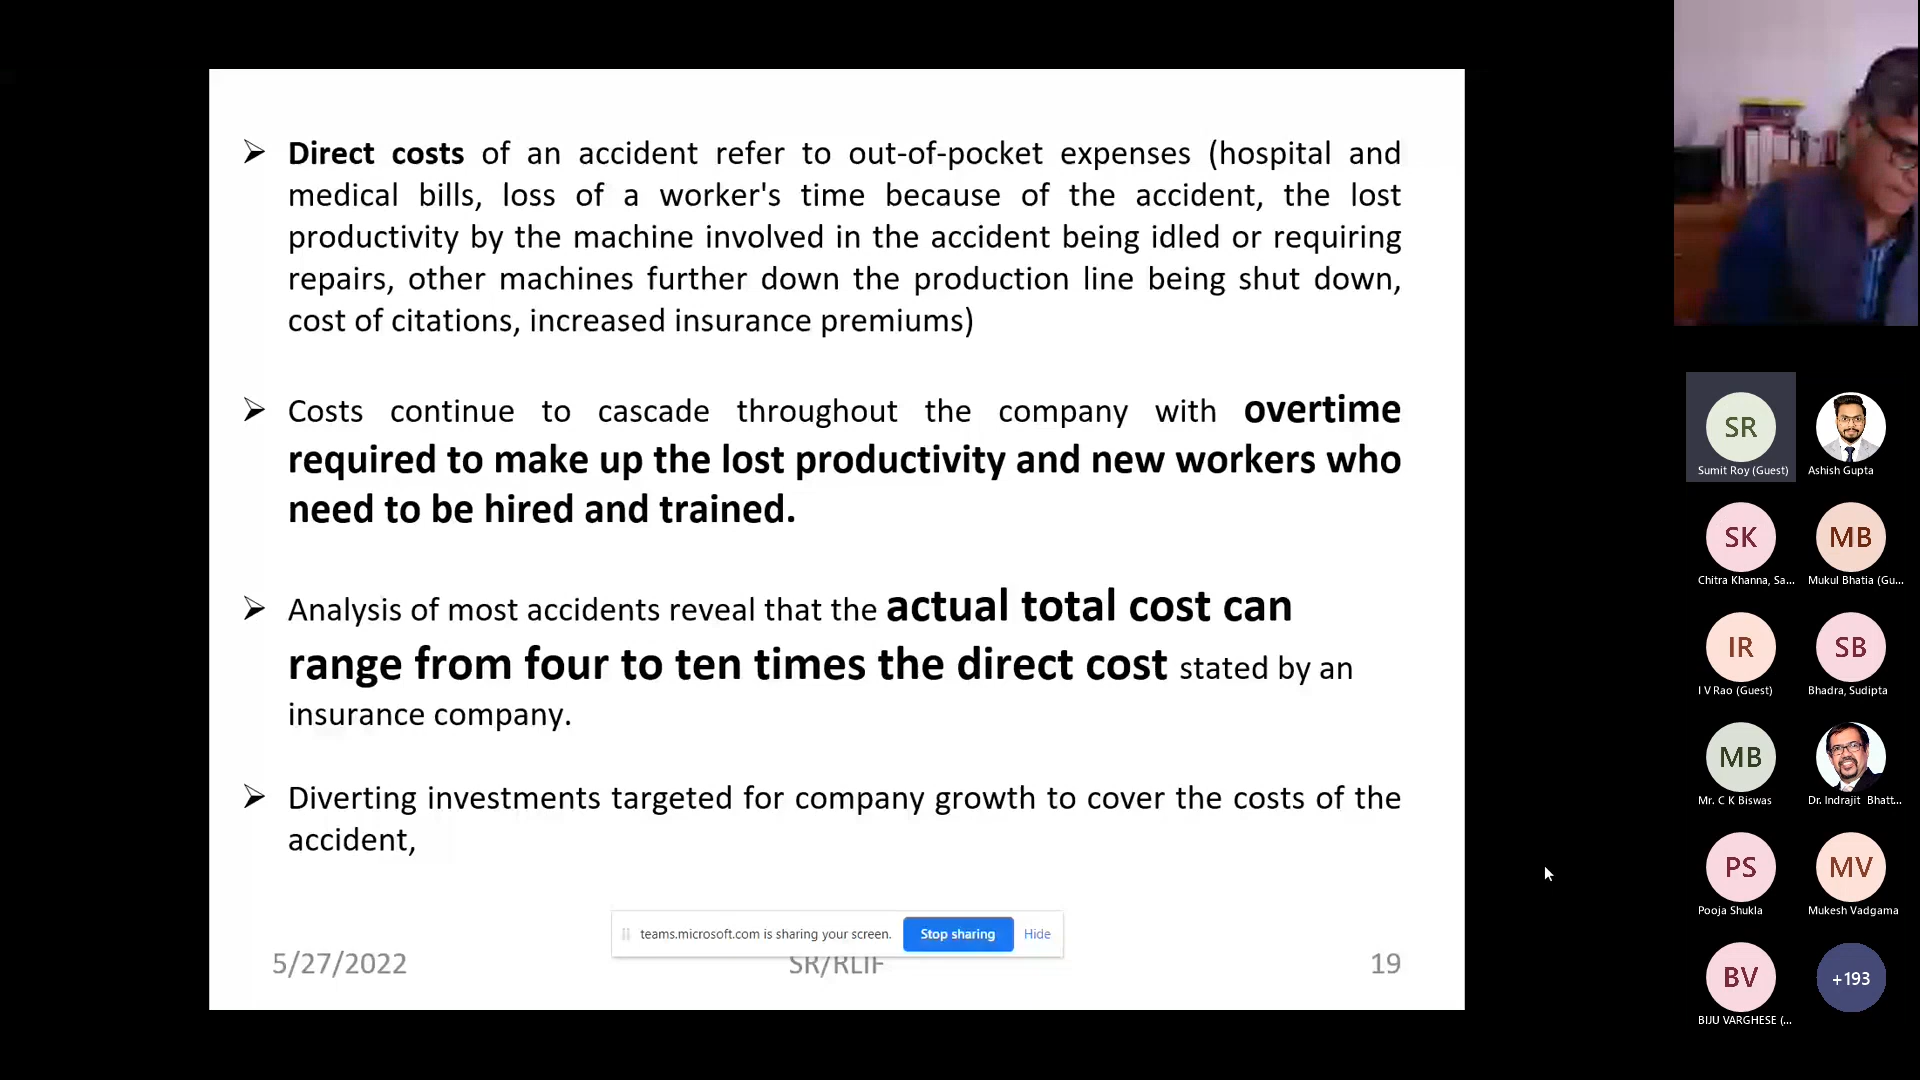 Direct costs of an accident refer to out-of-pocket expenses (hospital and
medical bills, loss of a worker's time because of the accident, the lost
productivity by the machine involved in the accident being idled or requiring
repairs, other machines further down the production line being shut down,
cost of citations, increased insurance premiums)
Costs continue to cascade throughout the company with overtime
required to make up the lost productivity and new workers who
need to be hired and trained.
Analysis of most accidents reveal that the actual total cost can
range from four to ten times the direct cost stated by an
insurance company.
Diverting investments targeted for company growth to cover the costs of the
accident,
teams.microsoft.com is sharing your screen. Stop sharing Hide
5/27/2022 SR/RLIF 19
SR
Sumit Roy (Guest) Ashish Gupta
SK MB
Chitra Khanna, Sa... Mukul Bhatia (Gu...
IR SB
I V Rao (Guest) Bhadra, Sudipta
MB
Mr. C K Biswas Dr. Indrajit Bhatt...
PS MV
Pooja Shukla Mukesh Vadgama
BV +193
BIJU VARGHESE (...